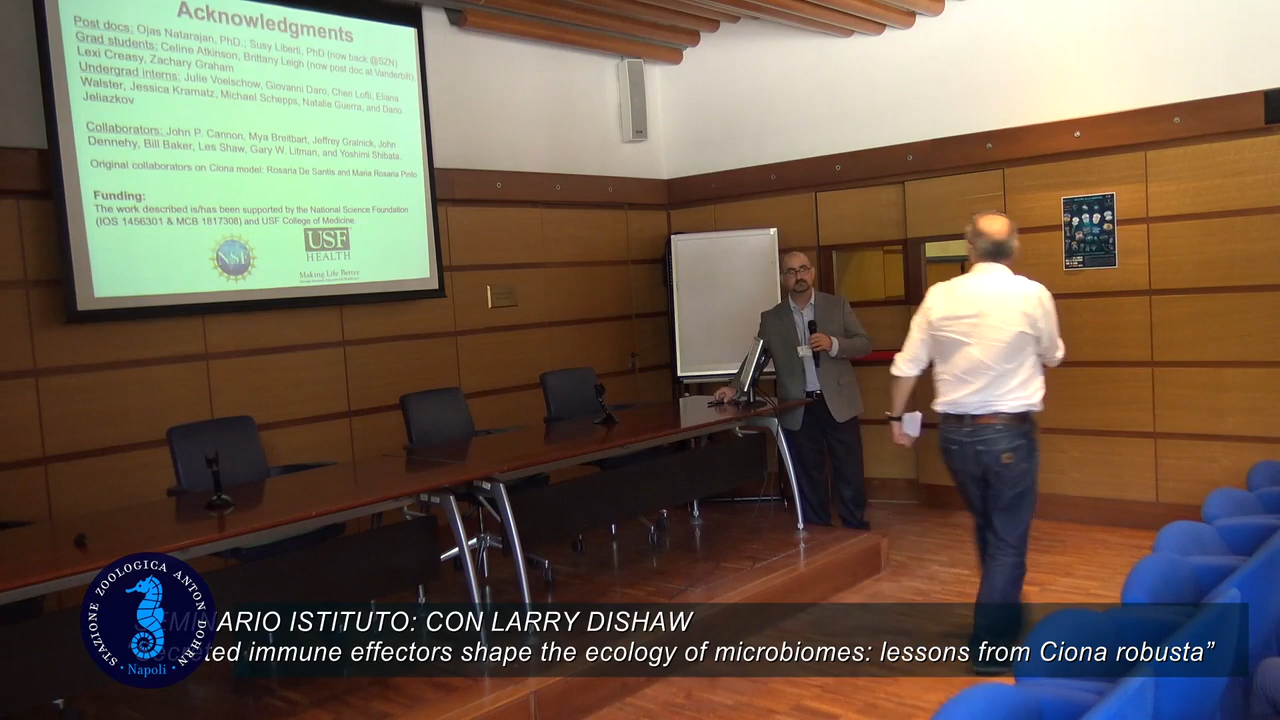 Acknowledgments
Post docs: Ojas Natarajan, PhD.; Susy Liberti, PhD (now back @SZN)
Grad students: Celine Atkinson, Brittany Leigh (now post doc at Vanderbilt),
Lexi Creasy, Zachary Graham
Undergrad interns: Julie Voelschow, Giovanni Daro, Cheri Lofli, Eliana
Walster, Jessica Kramatz, Michael Schepps, Natalie Guerra, and Dario
Jeliazkov
Collaborators: John P. Cannon, Mya Breitbart, Jeffrey Gralnick, John
Dennehy, Bill Baker, Les Shaw, Gary W. Litman, and Yoshimi Shibata.
Original collaborators on Ciona model: Rosaria De Santis and Maria Rosaria Pinto
Funding:
The work described is/has been supported by the National Science Foundation
(IOS 1456301 & MCB 1817308) and USF College of Medicine.
NSF
USF
HEALTH
Making Life Better
STAZIONE ZOOLOGICA ANTON DOHRN
Napoli
MINARIO ISTITUTO: CON LARRY DISHAW
ted immune effectors shape the ecology of microbiomes: lessons from Ciona robusta”